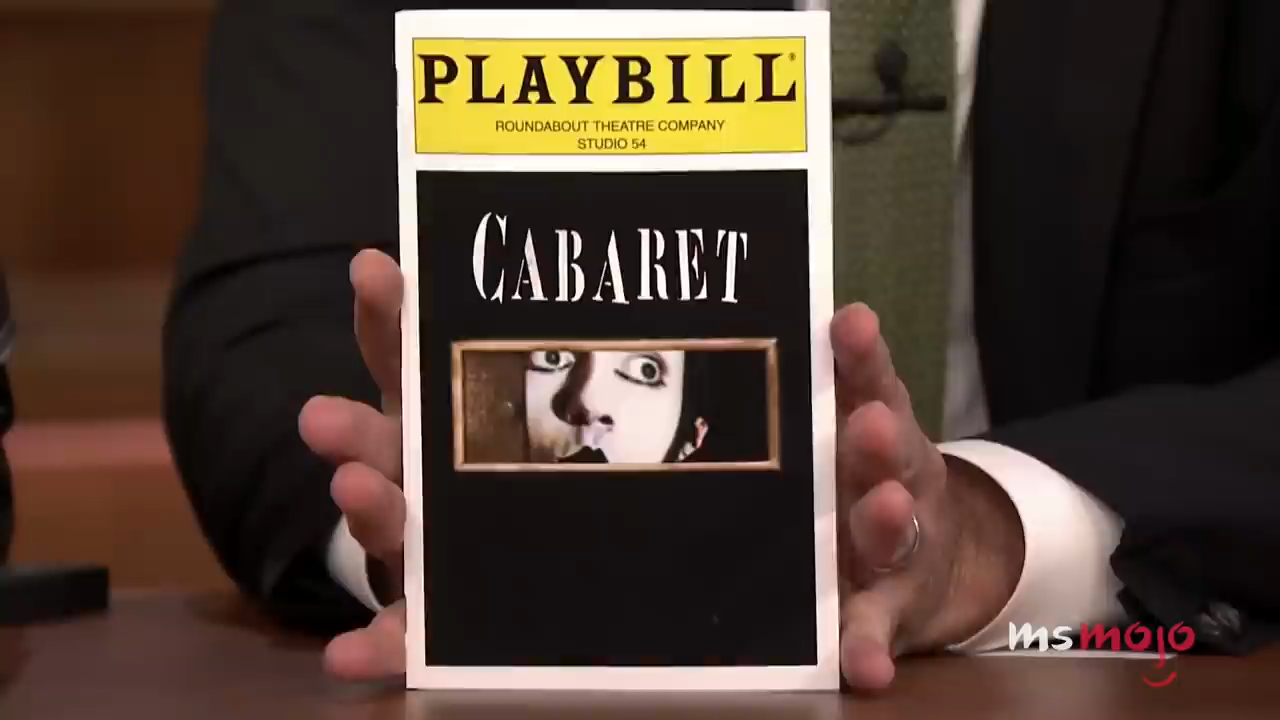 PLAYBILL®
ROUNDABOUT THEATRE COMPANY
STUDIO 54
CABARET
msmojo